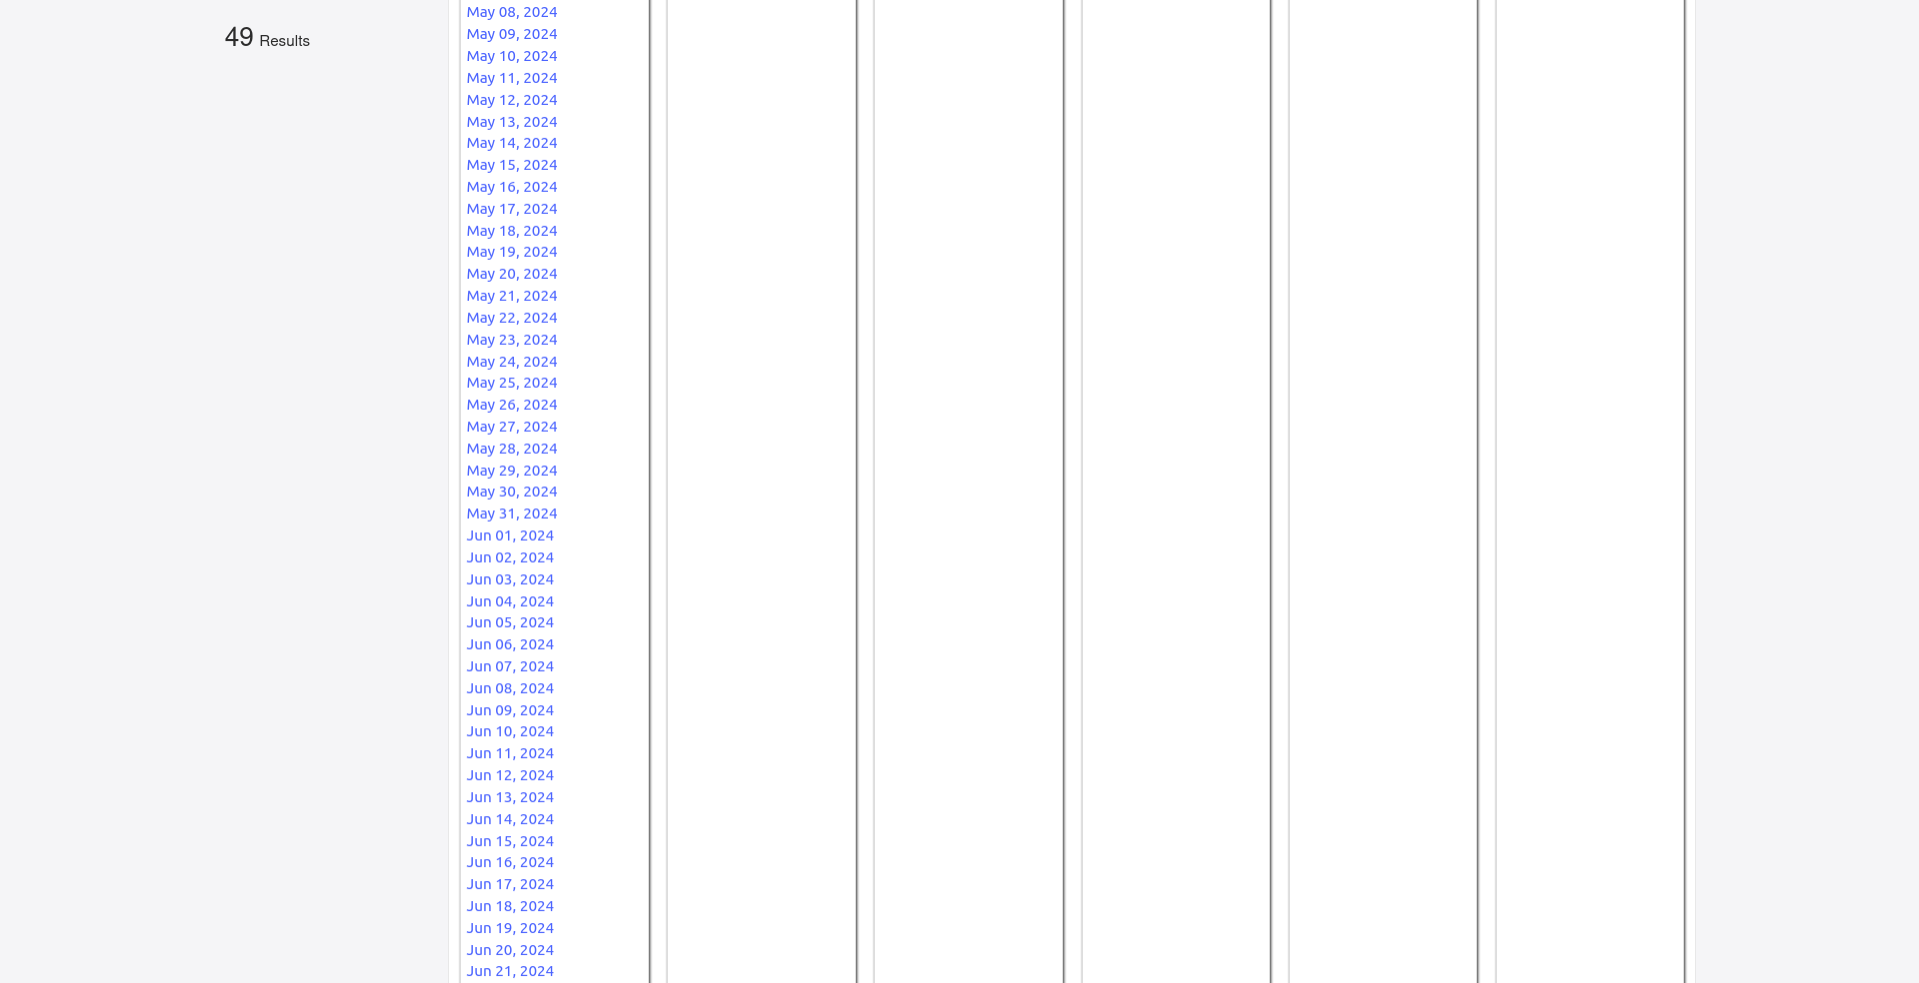 49 Results
May 08, 2024
May 09, 2024
May 10, 2024
May 11, 2024
May 12, 2024
May 13, 2024
May 14, 2024
May 15, 2024
May 16, 2024
May 17, 2024
May 18, 2024
May 19, 2024
May 20, 2024
May 21, 2024
May 22, 2024
May 23, 2024
May 24, 2024
May 25, 2024
May 26, 2024
May 27, 2024
May 28, 2024
May 29, 2024
May 30, 2024
May 31, 2024
Jun 01, 2024
Jun 02, 2024
Jun 03, 2024
Jun 04, 2024
Jun 05, 2024
Jun 06, 2024
Jun 07, 2024
Jun 08, 2024
Jun 09, 2024
Jun 10, 2024
Jun 11, 2024
Jun 12, 2024
Jun 13, 2024
Jun 14, 2024
Jun 15, 2024
Jun 16, 2024
Jun 17, 2024
Jun 18, 2024
Jun 19, 2024
Jun 20, 2024
Jun 21, 2024